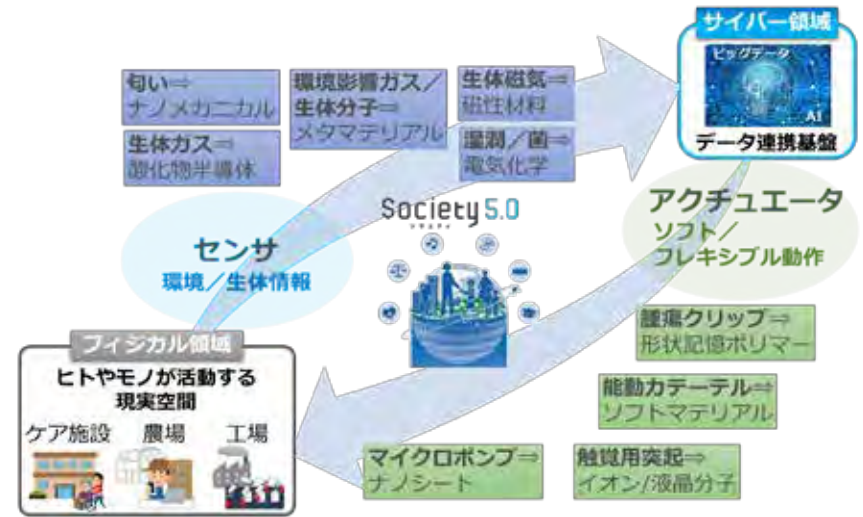 サイバー領域
ビッグデータ
AI
データ連携基盤
匂い⇒
ナノメカニカル
環境影響ガス／
生体分子⇒
メタマテリアル
生体磁気⇒
磁性材料
生体ガス⇒
酸化物半導体
湿潤／菌⇒
電気化学
Society 5.0
ソサエティ
センサ
環境／生体情報
アクチュエータ
ソフト／
フレキシブル動作
フィジカル領域
ヒトやモノが活動する
現実空間
ケア施設 農場 工場
腫瘍クリップ⇒
形状記憶ポリマー
能動カテーテル⇒
ソフトマテリアル
マイクロポンプ⇒
ナノシート
触覚用突起⇒
イオン/液晶分子